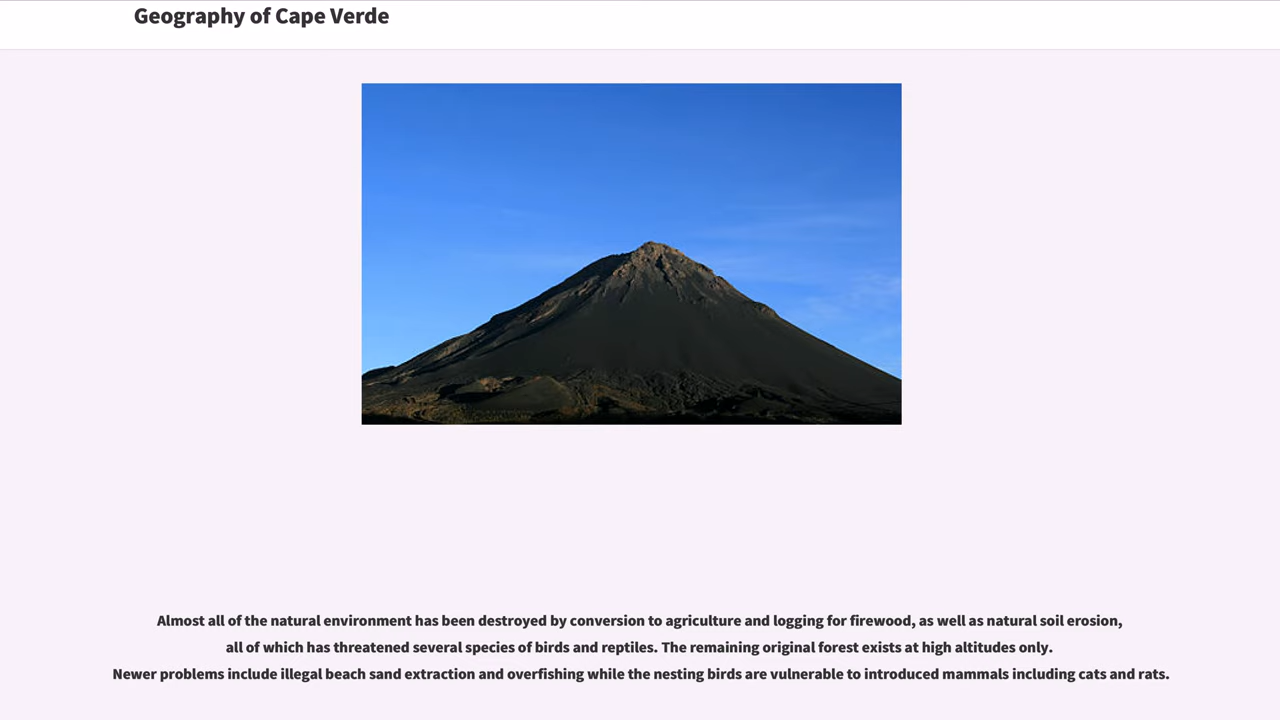 Geography of Cape Verde
Almost all of the natural environment has been destroyed by conversion to agriculture and logging for firewood, as well as natural soil erosion,
all of which has threatened several species of birds and reptiles. The remaining original forest exists at high altitudes only.
Newer problems include illegal beach sand extraction and overfishing while the nesting birds are vulnerable to introduced mammals including cats and rats.